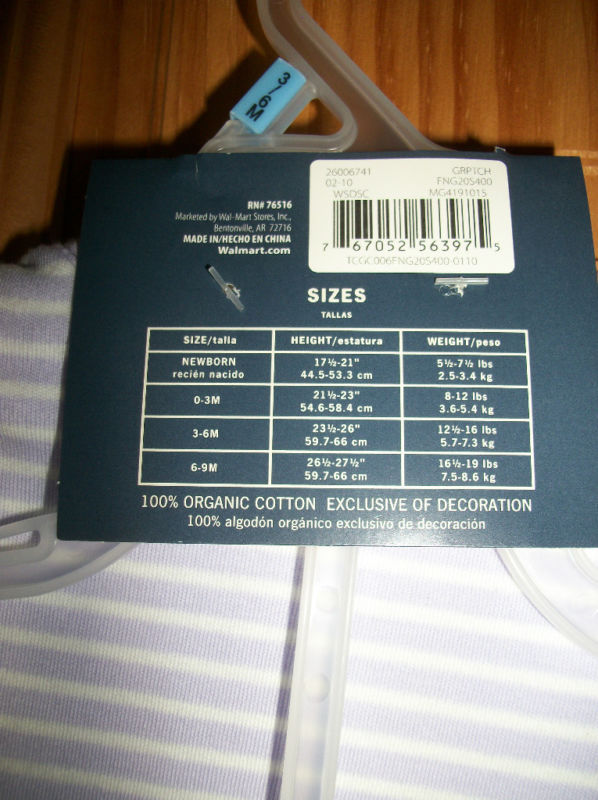 3/6M
RN# 76516
Marketed by Wal-Mart Stores, Inc.,
Bentonville, AR 72716
MADE IN/HECHO EN CHINA
Walmart.com
26006741 GRPTCH
02-10 FNG20S400
WSDSC MG4191015
7 67052 56397 5
TCGC006FNG20S400-0110
SIZES
TALLAS
SIZE/talla HEIGHT/estatura WEIGHT/peso
NEWBORN 17½-21" 5½-7½ lbs
recién nacido 44.5-53.3 cm 2.5-3.4 kg
0-3M 21½-23" 8-12 lbs
54.6-58.4 cm 3.6-5.4 kg
3-6M 23½-26" 12½-16 lbs
59.7-66 cm 5.7-7.3 kg
6-9M 26½-27½" 16½-19 lbs
59.7-66 cm 7.5-8.6 kg
100% ORGANIC COTTON EXCLUSIVE OF DECORATION
100% algodón orgánico exclusivo de decoración